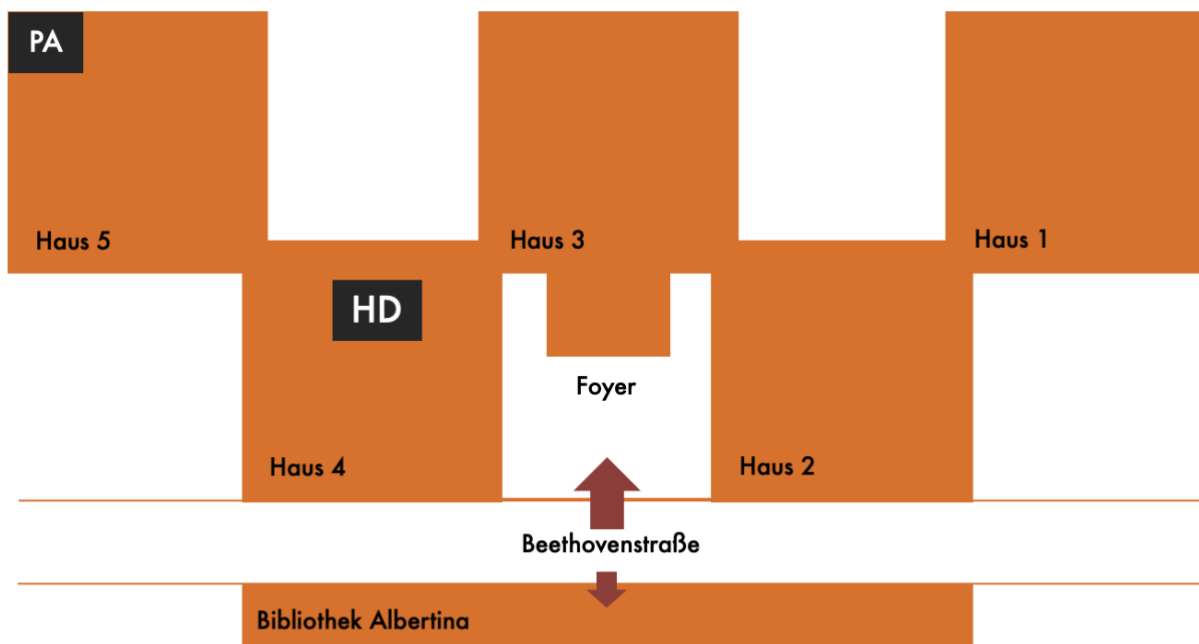 PA
Haus 5
Haus 3
Haus 1
HD
Foyer
Haus 4
Haus 2
Beethovenstraße
Bibliothek Albertina